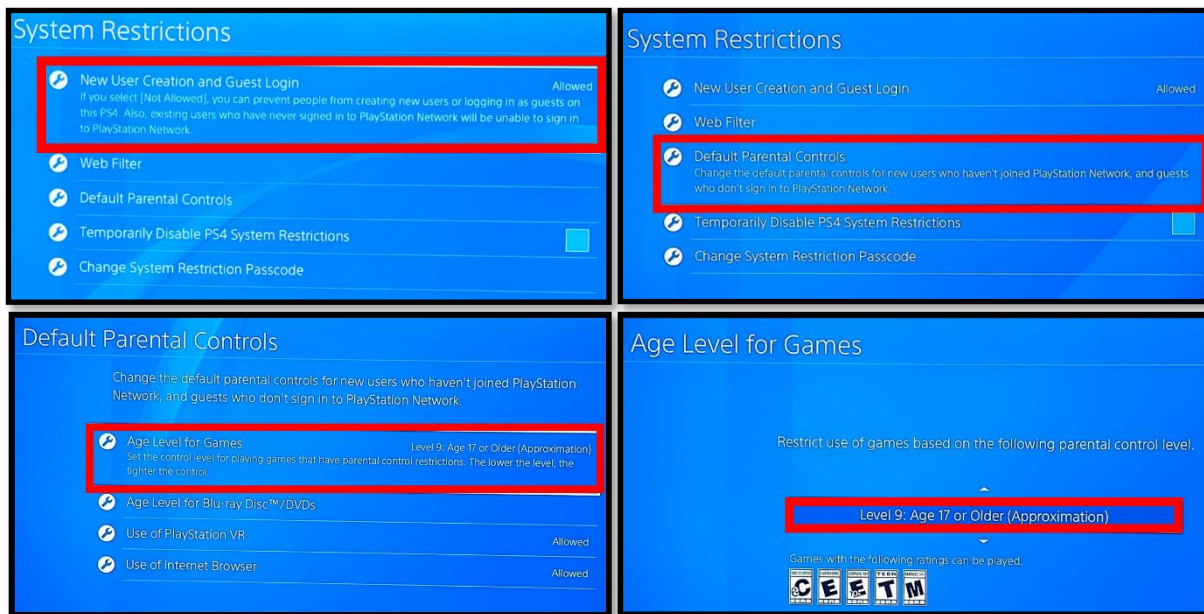 System Restrictions
New User Creation and Guest Login
Allowed
If you select [Not Allowed], you can prevent people from creating new users or logging in as guests on
this PS4. Also, existing users who have never signed in to PlayStation Network will be unable to sign in
to PlayStation Network.
Web Filter
Default Parental Controls
Temporarily Disable PS4 System Restrictions
Change System Restriction Passcode
System Restrictions
New User Creation and Guest Login
Allowed
Web Filter
Default Parental Controls
Change the default parental controls for new users who haven't joined PlayStation Network, and guests
who don't sign in to PlayStation Network.
Temporarily Disable PS4 System Restrictions
Change System Restriction Passcode
Default Parental Controls
Change the default parental controls for new users who haven't joined PlayStation
Network, and guests who don't sign in to PlayStation Network.
Age Level for Games
Level 9: Age 17 or Older (Approximation)
Set the control level for playing games that have parental control restrictions. The lower the level, the
tighter the control.
Age Level for Blu-ray Disc™/DVDs
Use of PlayStation VR
Allowed
Use of Internet Browser
Allowed
Age Level for Games
Restrict use of games based on the following parental control level.
Level 9: Age 17 or Older (Approximation)
Games with the following ratings can be played.
C E E T M